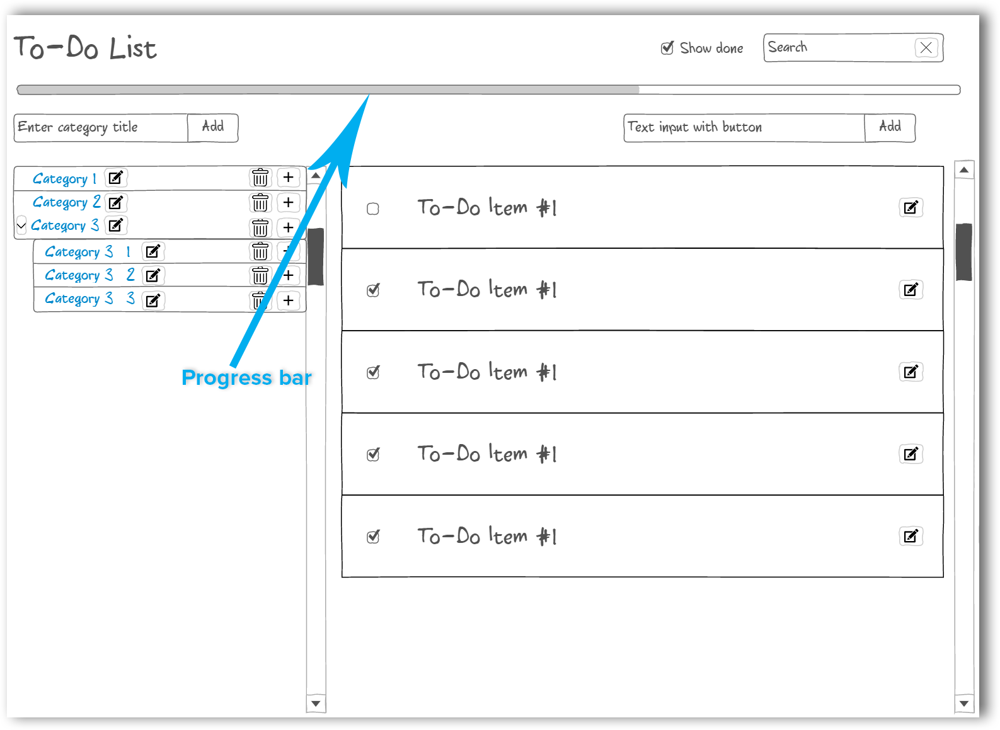 To-Do List
Show done
Search
Enter category title
Add
Text input with button
Add
Category 1
Category 2
Category 3
Category 3 1
Category 3 2
Category 3 3
Progress bar
To-Do Item #1
To-Do Item #1
To-Do Item #1
To-Do Item #1
To-Do Item #1